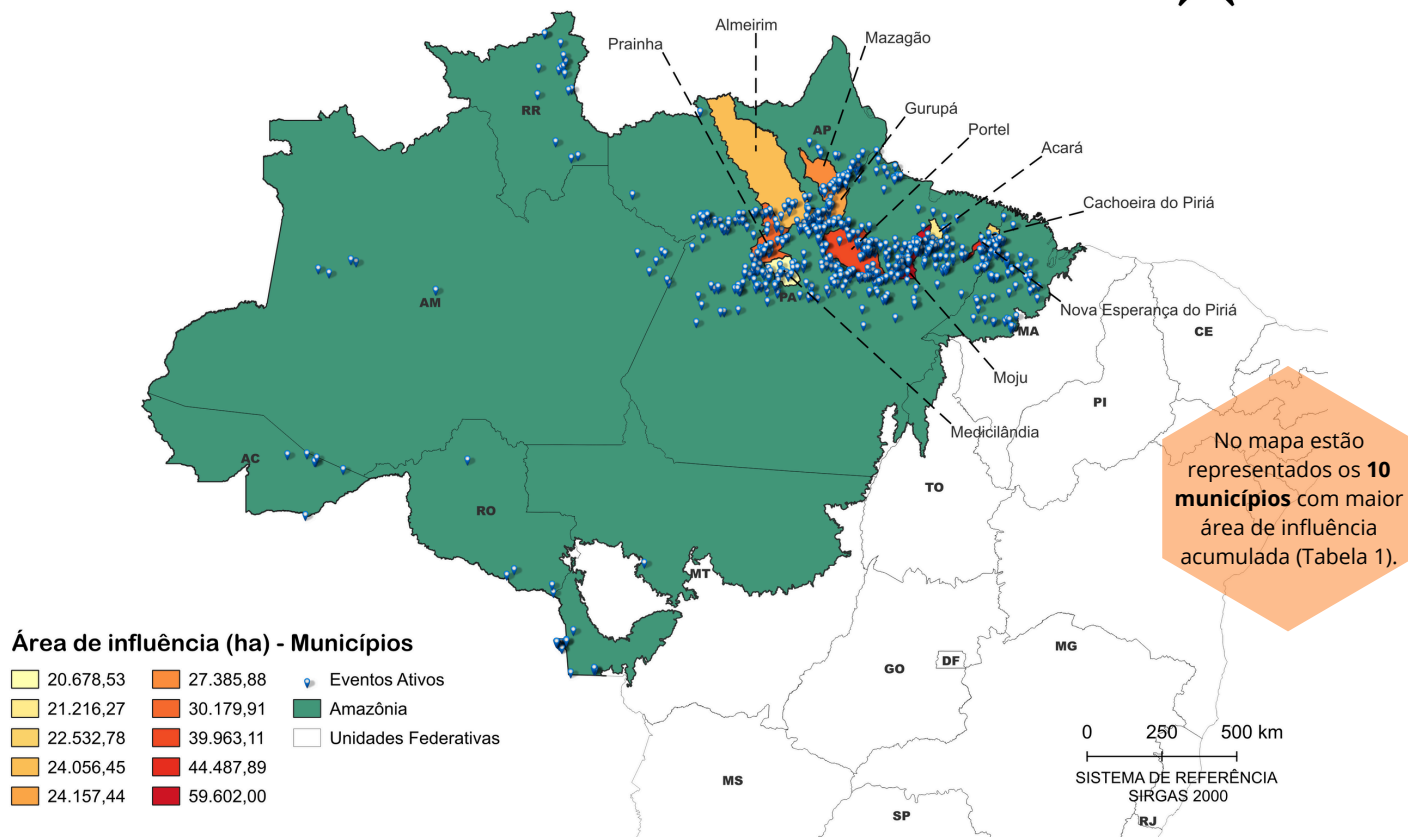 Almeirim
Prainha
Mazagão
Gurupá
Portel
Acará
Cachoeira do Piriá
Nova Esperança do Piriá
Moju
Medicilândia
RR
AP
AM
PA
MA
CE
PI
AC
RO
TO
MT
GO
DF
MG
MS
SP
RJ
No mapa estão
representados os 10
municípios com maior
área de influência
acumulada (Tabela 1).
Área de influência (ha) - Municípios
20.678,53
21.216,27
22.532,78
24.056,45
24.157,44
27.385,88
30.179,91
39.963,11
44.487,89
59.602,00
Eventos Ativos
Amazônia
Unidades Federativas
0 250 500 km
SISTEMA DE REFERÊNCIA
SIRGAS 2000